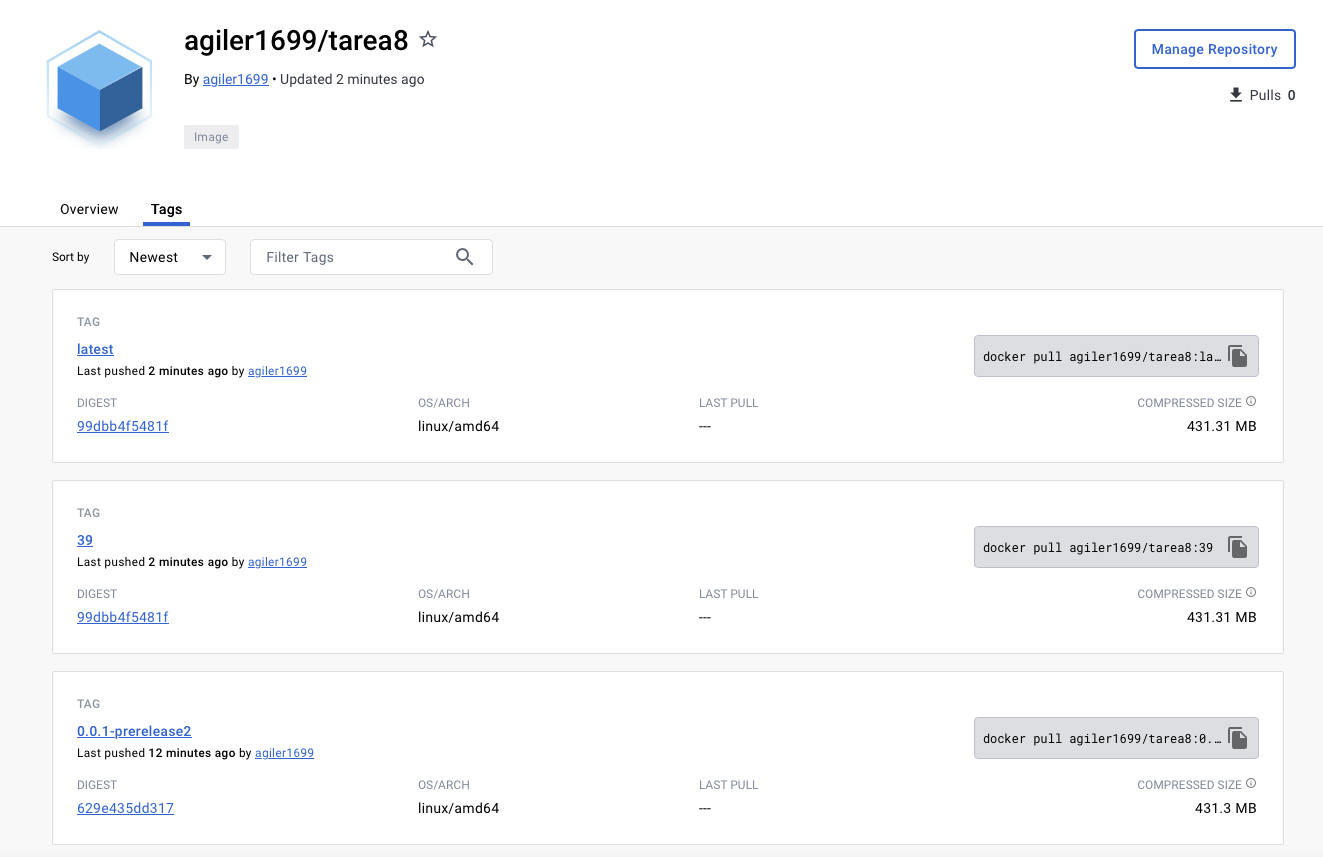 agiler1699/tarea8
Manage Repository
By agiler1699 • Updated 2 minutes ago
Pulls 0
Image
Overview Tags
Sort by Newest Filter Tags
TAG
latest
docker pull agiler1699/tarea8:la…
Last pushed 2 minutes ago by agiler1699
DIGEST OS/ARCH LAST PULL COMPRESSED SIZE
99dbb4f5481f linux/amd64 --- 431.31 MB
TAG
39
docker pull agiler1699/tarea8:39
Last pushed 2 minutes ago by agiler1699
DIGEST OS/ARCH LAST PULL COMPRESSED SIZE
99dbb4f5481f linux/amd64 --- 431.31 MB
TAG
0.0.1-prerelease2
docker pull agiler1699/tarea8:0.…
Last pushed 12 minutes ago by agiler1699
DIGEST OS/ARCH LAST PULL COMPRESSED SIZE
629e435dd317 linux/amd64 --- 431.3 MB